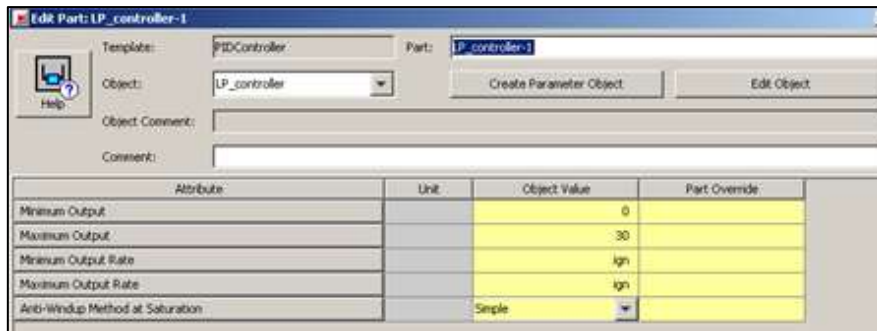 Edit Part: LP_controller-1
Template: PIDController Part: LP_controller-1
Help
Object: LP_controller Create Parameter Object Edit Object
Object Comment:
Comment:
Attribute Unit Object Value Part Override
Minimum Output 0
Maximum Output 30
Minimum Output Rate ign
Maximum Output Rate ign
Anti-Windup Method at Saturation Simple